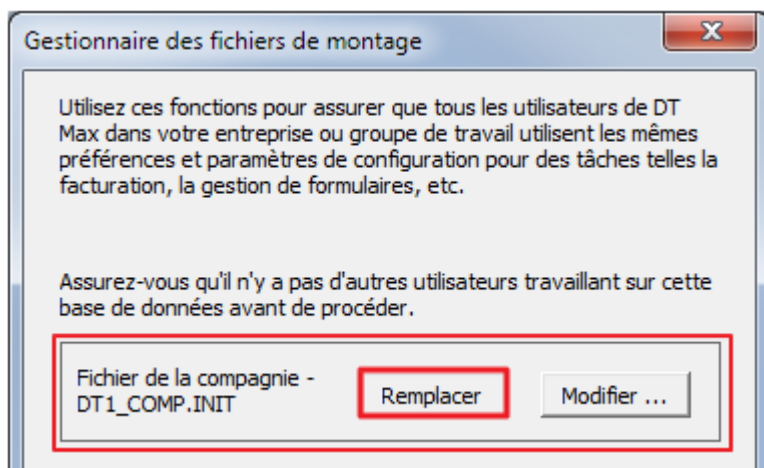 Gestionnaire des fichiers de montage
Utilisez ces fonctions pour assurer que tous les utilisateurs de DT
Max dans votre entreprise ou groupe de travail utilisent les mêmes
préférences et paramètres de configuration pour des tâches telles la
facturation, la gestion de formulaires, etc.
Assurez-vous qu'il n'y a pas d'autres utilisateurs travaillant sur cette
base de données avant de procéder.
Fichier de la compagnie -
DT1_COMP.INIT
Remplacer
Modifier ...